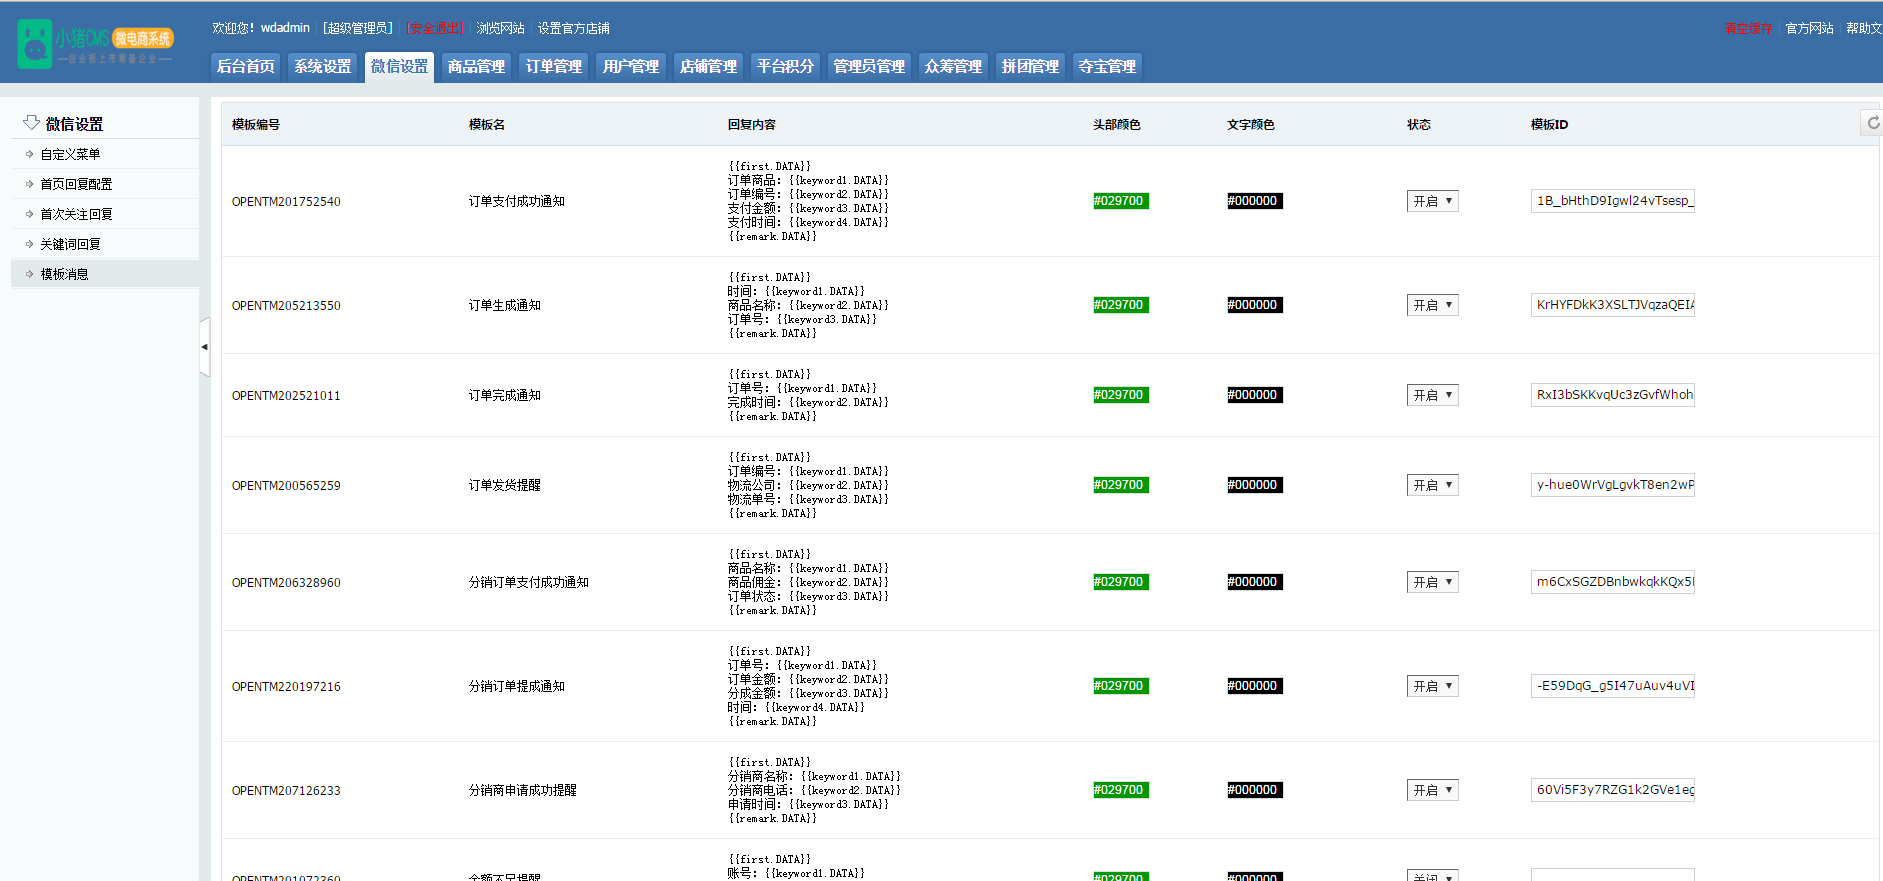 小猪CMS 微电商系统
—创业板上市筹备企业—
欢迎您! wdadmin [超级管理员] [安全退出] 浏览网站 设置官方店铺
清空缓存 官方网站 帮助文
后台首页 系统设置 微信设置 商品管理 订单管理 用户管理 店铺管理 平台积分 管理员管理 众筹管理 拼团管理 夺宝管理
微信设置
自定义菜单
首页回复配置
首次关注回复
关键词回复
模板消息
模板编号 模板名 回复内容 头部颜色 文字颜色 状态 模板ID
OPENTM201752540 订单支付成功通知
{{first.DATA}}
订单商品: {{keyword1.DATA}}
订单编号: {{keyword2.DATA}}
支付金额: {{keyword3.DATA}}
支付时间: {{keyword4.DATA}}
{{remark.DATA}}
#029700 #000000 开启 1B_bHthD9Igwl24vTsesp_
OPENTM205213550 订单生成通知
{{first.DATA}}
时间: {{keyword1.DATA}}
商品名称: {{keyword2.DATA}}
订单号: {{keyword3.DATA}}
{{remark.DATA}}
#029700 #000000 开启 KrHYFDkK3XSLTJVqzaQEIA
OPENTM202521011 订单完成通知
{{first.DATA}}
订单号: {{keyword1.DATA}}
完成时间: {{keyword2.DATA}}
{{remark.DATA}}
#029700 #000000 开启 RxI3bSKKvqUc3zGvfWhoh
OPENTM200565259 订单发货提醒
{{first.DATA}}
订单编号: {{keyword1.DATA}}
物流公司: {{keyword2.DATA}}
物流单号: {{keyword3.DATA}}
{{remark.DATA}}
#029700 #000000 开启 y-hue0WrVgLgvkT8en2wP
OPENTM206328960 分销订单支付成功通知
{{first.DATA}}
商品名称: {{keyword1.DATA}}
商品佣金: {{keyword2.DATA}}
订单状态: {{keyword3.DATA}}
{{remark.DATA}}
#029700 #000000 开启 m6CxSGZDBnbwkqkKQx5
OPENTM220197216 分销订单提成通知
{{first.DATA}}
订单号: {{keyword1.DATA}}
订单金额: {{keyword2.DATA}}
分成金额: {{keyword3.DATA}}
时间: {{keyword4.DATA}}
{{remark.DATA}}
#029700 #000000 开启 -E59DqG_g5I47uAuv4uVI
OPENTM207126233 分销商申请成功提醒
{{first.DATA}}
分销商名称: {{keyword1.DATA}}
分销商电话: {{keyword2.DATA}}
申请时间: {{keyword3.DATA}}
{{remark.DATA}}
#029700 #000000 开启 60Vi5F3y7RZG1k2GVe1eg
OPENTM201072360 余额不足提醒
{{first.DATA}}
账号: {{keyword1.DATA}}
#029700 #000000 关闭